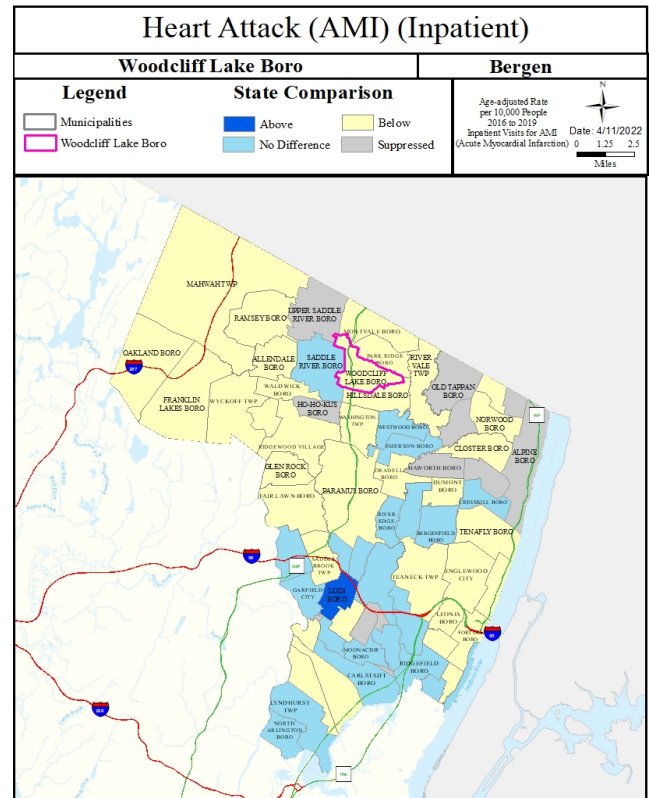 Heart Attack (AMI) (Inpatient)
Woodcliff Lake Boro
Bergen
Legend
Municipalities
Woodcliff Lake Boro
State Comparison
Above
Below
No Difference
Suppressed
Age-adjusted Rate
per 10,000 People
2016 to 2019
Inpatient Visits for AMI
(Acute Myocardial Infarction)
N
Date: 4/11/2022
0 1.25 2.5
Miles
MAHWAH TWP
UPPER SADDLE
RIVER BORO
RAMSEY BORO
MONTVALE BORO
OAKLAND BORO
ALLENDALE
BORO
SADDLE
RIVER BORO
PARK RIDGE
BORO
RIVER
VALE
TWP
WOODCLIFF
LAKE BORO
OLD TAPPAN
BORO
287
FRANKLIN
LAKES BORO
WYCKOFF TWP
WALDWICK
BORO
HO-HO-KUS
BORO
HILLSDALE BORO
WASHINGTON
TWP
WESTWOOD BORO
NORWOOD
BORO
PIP
RIDGEWOOD VILLAGE
EMERSON BORO
CLOSTER BORO
ALPINE
BORO
GLEN ROCK
BORO
ORADELL
BORO
HAWORTH BORO
DUMONT
BORO
FAIR LAWN BORO
PARAMUS BORO
CRESSKILL BORO
RIVER
EDGE
BORO
BERGENFIELD
BORO
TENAFLY BORO
80
GSP
SADDLE
BROOK
TWP
TEANECK TWP
ENGLEWOOD
CITY
GARFIELD
CITY
LODI
BORO
LEONIA
BORO
FORT LEE
BORO
95
MOONACHIE
BORO
RIDGEFIELD
BORO
CARLSTADT
BORO
LYNDHURST
TWP
NORTH
ARLINGTON
BORO
280